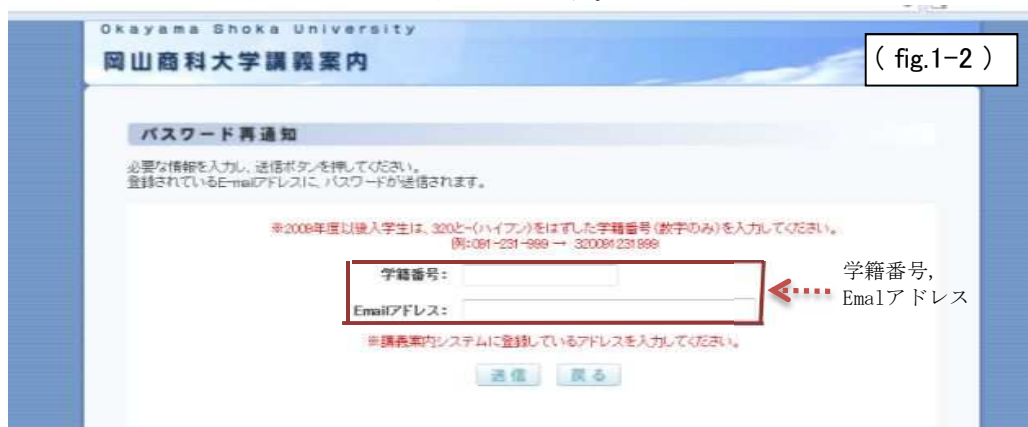 Okayama Shoka University
岡山商科大学講義案内
( fig.1-2 )
パスワード再通知
必要な情報を入力し、送信ボタンを押してください。
登録されているE-mailアドレスに、パスワードが送信されます。
※2009年度以後入学生は、320と-(ハイフン)をはずした学籍番号(数字のみ)を入力してください。
例:091-231-999 → 320091231999
学籍番号:
Emailアドレス:
学籍番号,
Emalアドレス
※講義案内システムに登録しているアドレスを入力してください。
送信 戻る